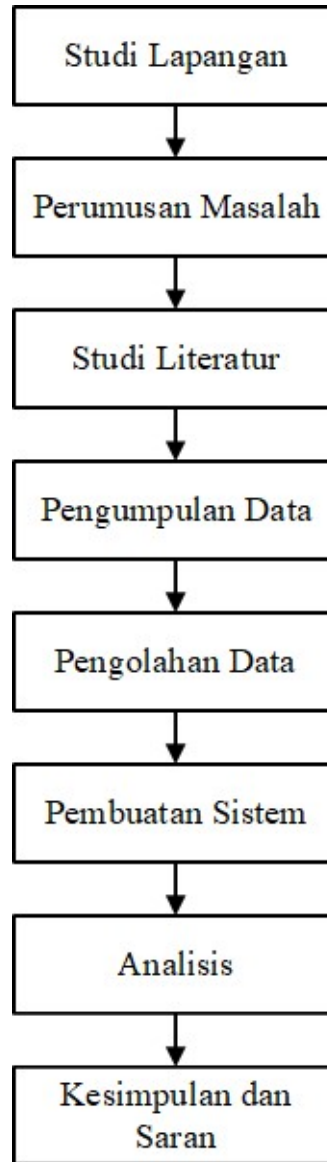 Studi Lapangan
Perumusan Masalah
Studi Literatur
Pengumpulan Data
Pengolahan Data
Pembuatan Sistem
Analisis
Kesimpulan dan
Saran